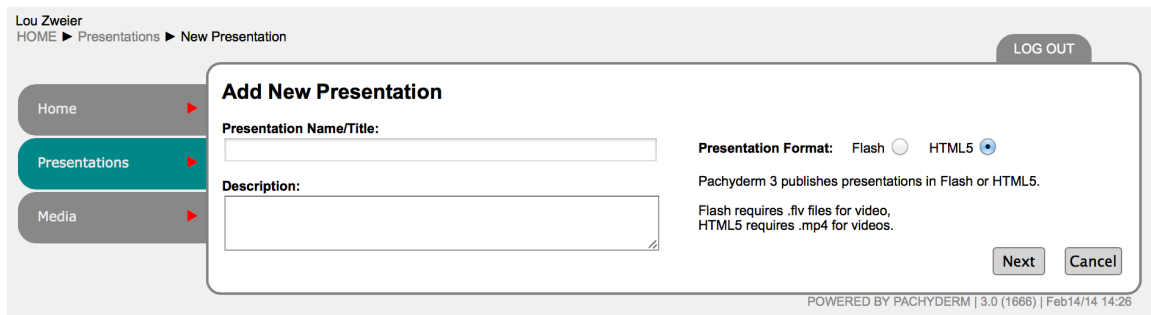 Lou Zweier
HOME ► Presentations ► New Presentation
LOG OUT
Home
Presentations
Media
Add New Presentation
Presentation Name/Title:
Description:
Presentation Format: Flash HTML5
Pachyderm 3 publishes presentations in Flash or HTML5.
Flash requires .flv files for video,
HTML5 requires .mp4 for videos.
Next Cancel
POWERED BY PACHYDERM | 3.0 (1666) | Feb14/14 14:26